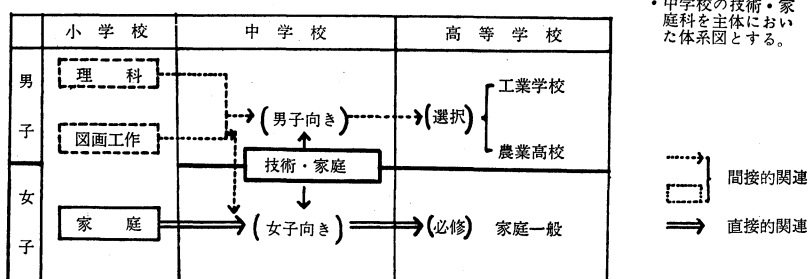 ・中学校の技術・家
庭科を主体におい
た体系図とする。
小学校 中学校 高等学校
男子
理科
図画工作
(男子向き)
(選択)
工業学校
農業高校
技術・家庭
女子
家庭
(女子向き)
(必修) 家庭一般
間接的関連
直接的関連